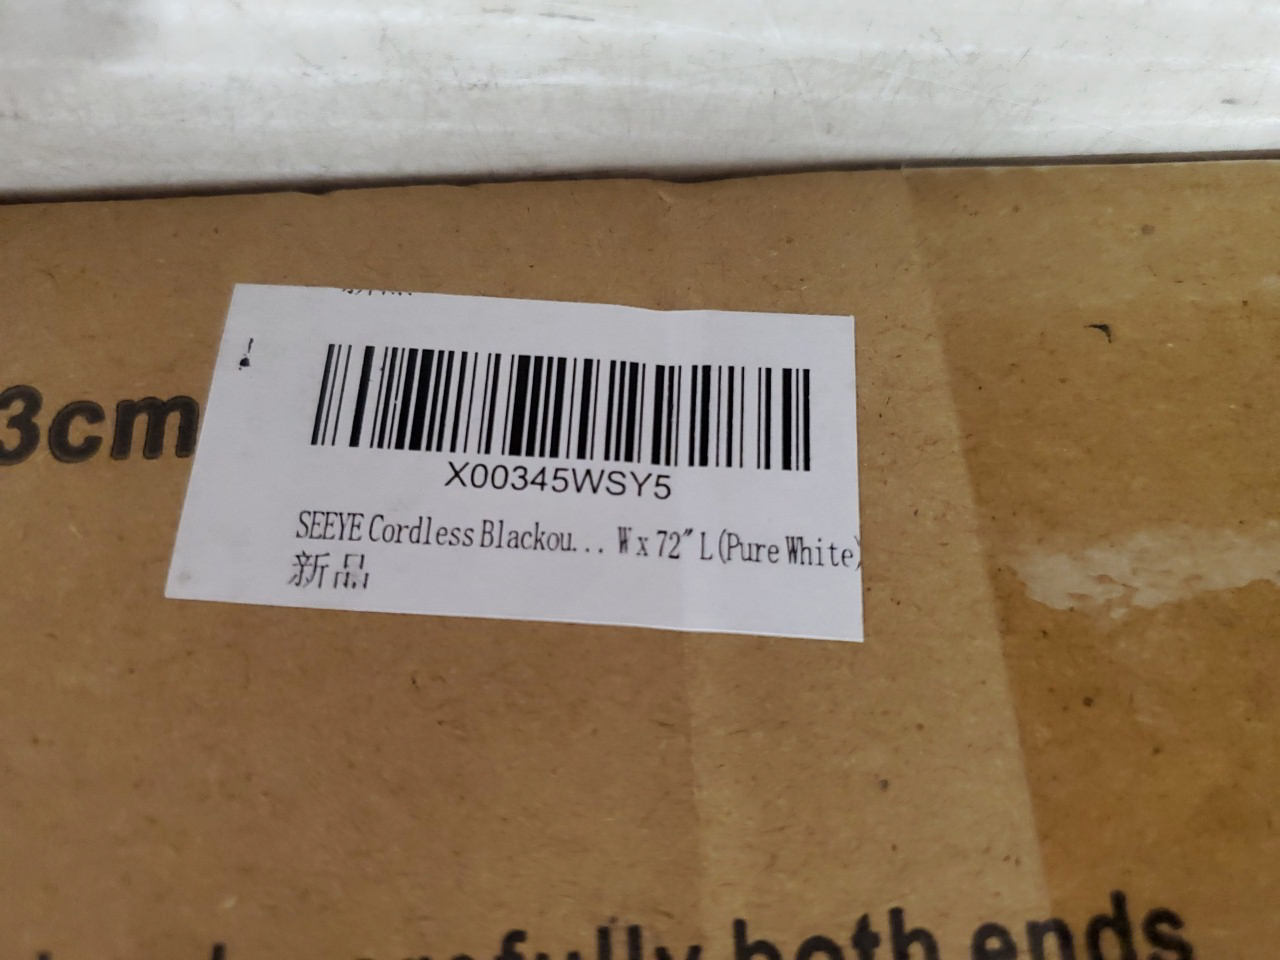 3cm
X00345WSY5
SEEYE Cordless Blackou... W x 72" L (Pure White)
新品
carefully both ends